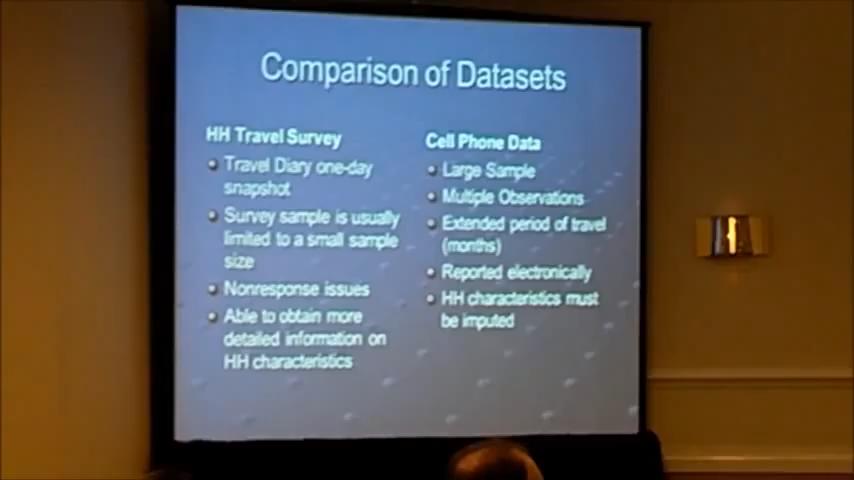 Comparison of Datasets
HH Travel Survey
Travel Diary one-day
snapshot
Survey sample is usually
limited to a small sample
size
Nonresponse issues
Able to obtain more
detailed information on
HH characteristics
Cell Phone Data
Large Sample
Multiple Observations
Extended period of travel
(months)
Reported electronically
HH characteristics must
be imputed